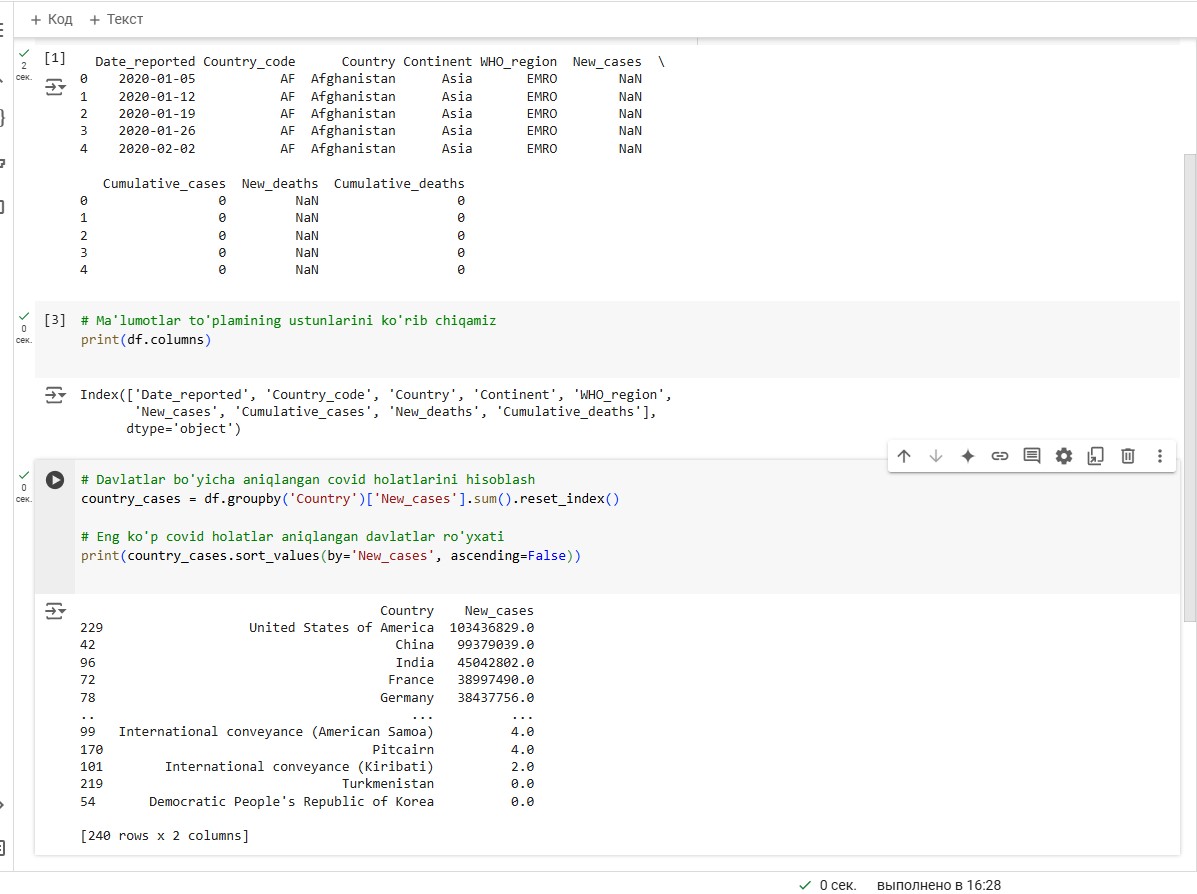 + Код + Текст
[1]
2
сек.
Date_reported Country_code Country Continent WHO_region New_cases \
0 2020-01-05 AF Afghanistan Asia EMRO NaN
1 2020-01-12 AF Afghanistan Asia EMRO NaN
2 2020-01-19 AF Afghanistan Asia EMRO NaN
3 2020-01-26 AF Afghanistan Asia EMRO NaN
4 2020-02-02 AF Afghanistan Asia EMRO NaN
Cumulative_cases New_deaths Cumulative_deaths
0 0 NaN 0
1 0 NaN 0
2 0 NaN 0
3 0 NaN 0
4 0 NaN 0
[3] # Ma'lumotlar to'plamining ustunlarini ko'rib chiqamiz
0
сек.
print(df.columns)
Index(['Date_reported', 'Country_code', 'Country', 'Continent', 'WHO_region',
'New_cases', 'Cumulative_cases', 'New_deaths', 'Cumulative_deaths'],
dtype='object')
0
сек.
# Davlatlar bo'yicha aniqlangan covid holatlarini hisoblash
country_cases = df.groupby('Country')['New_cases'].sum().reset_index()
# Eng ko'p covid holatlar aniqlangan davlatlar ro'yxati
print(country_cases.sort_values(by='New_cases', ascending=False))
Country New_cases
229 United States of America 103436829.0
42 China 99379039.0
96 India 45042802.0
72 France 38997490.0
78 Germany 38437756.0
.. ... ...
99 International conveyance (American Samoa) 4.0
170 Pitcairn 4.0
101 International conveyance (Kiribati) 2.0
219 Turkmenistan 0.0
54 Democratic People's Republic of Korea 0.0
[240 rows x 2 columns]
0 сек. выполнено в 16:28